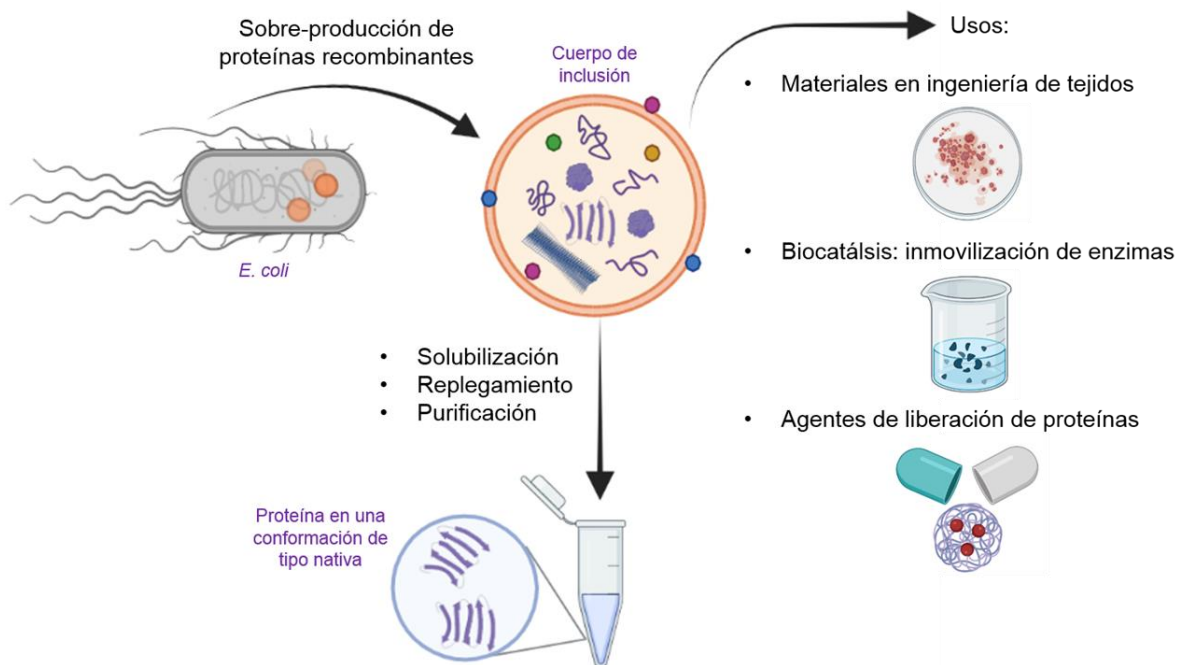 Sobre-producción de
proteínas recombinantes
Cuerpo de
inclusión
E. coli
Usos:
• Materiales en ingeniería de tejidos
• Biocatálsis: inmovilización de enzimas
• Agentes de liberación de proteínas
• Solubilización
• Replegamiento
• Purificación
Proteína en una
conformación de
tipo nativa